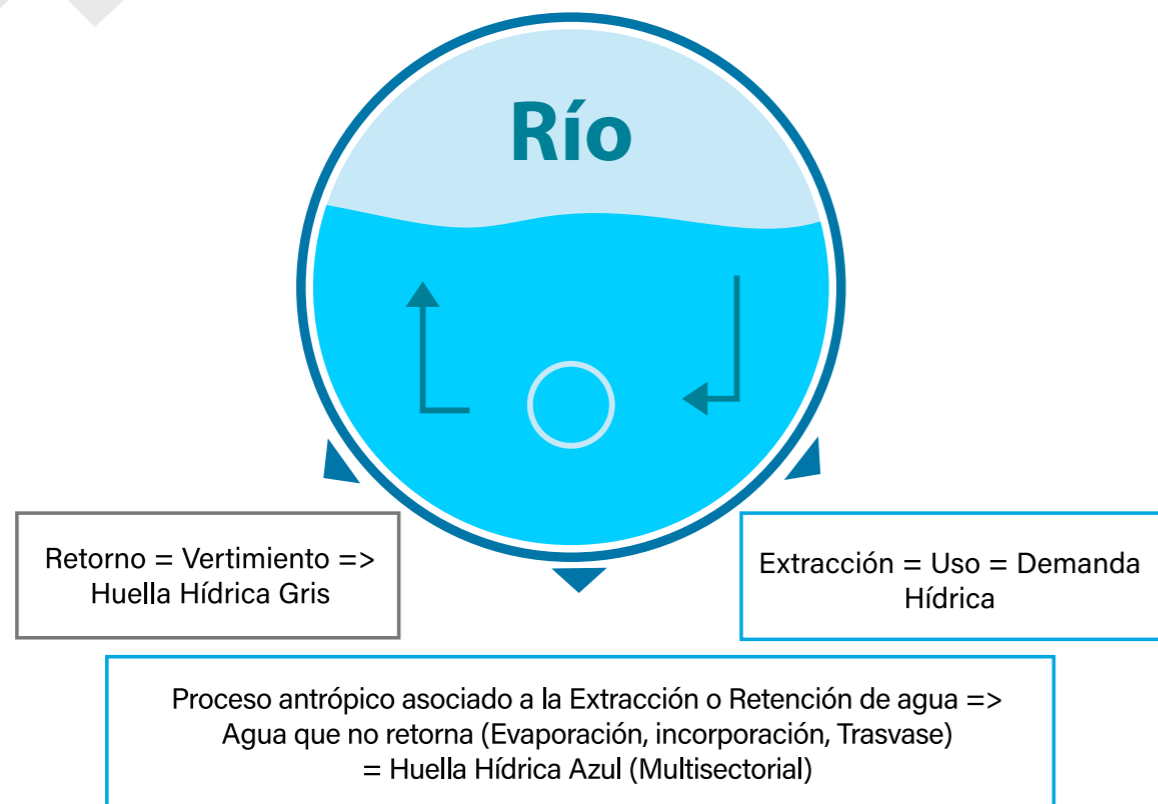 Río
Retorno = Vertimiento =>
Huella Hídrica Gris
Extracción = Uso = Demanda
Hídrica
Proceso antrópico asociado a la Extracción o Retención de agua =>
Agua que no retorna (Evaporación, incorporación, Trasvase)
= Huella Hídrica Azul (Multisectorial)